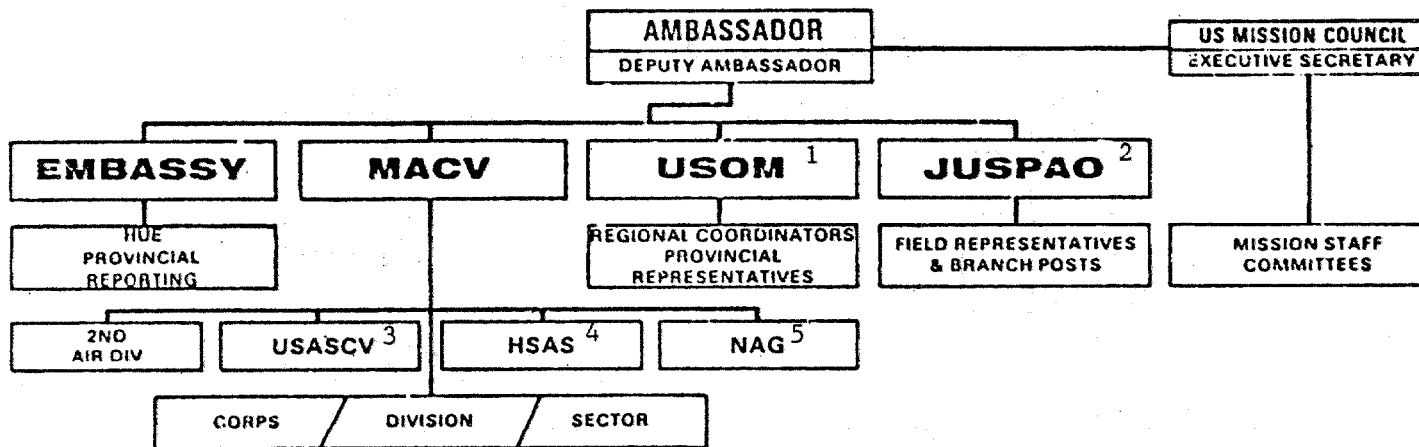 AMBASSADOR
US MISSION COUNCIL
DEPUTY AMBASSADOR
EXECUTIVE SECRETARY
EMBASSY
MACV
USOM 1
JUSPAO 2
HUE
PROVINCIAL
REPORTING
REGIONAL COORDINATORS
PROVINCIAL
REPRESENTATIVES
FIELD REPRESENTATIVES
& BRANCH POSTS
MISSION STAFF
COMMITTEES
2ND
AIR DIV
USASCV 3
HSAS 4
NAG 5
CORPS
DIVISION
SECTOR